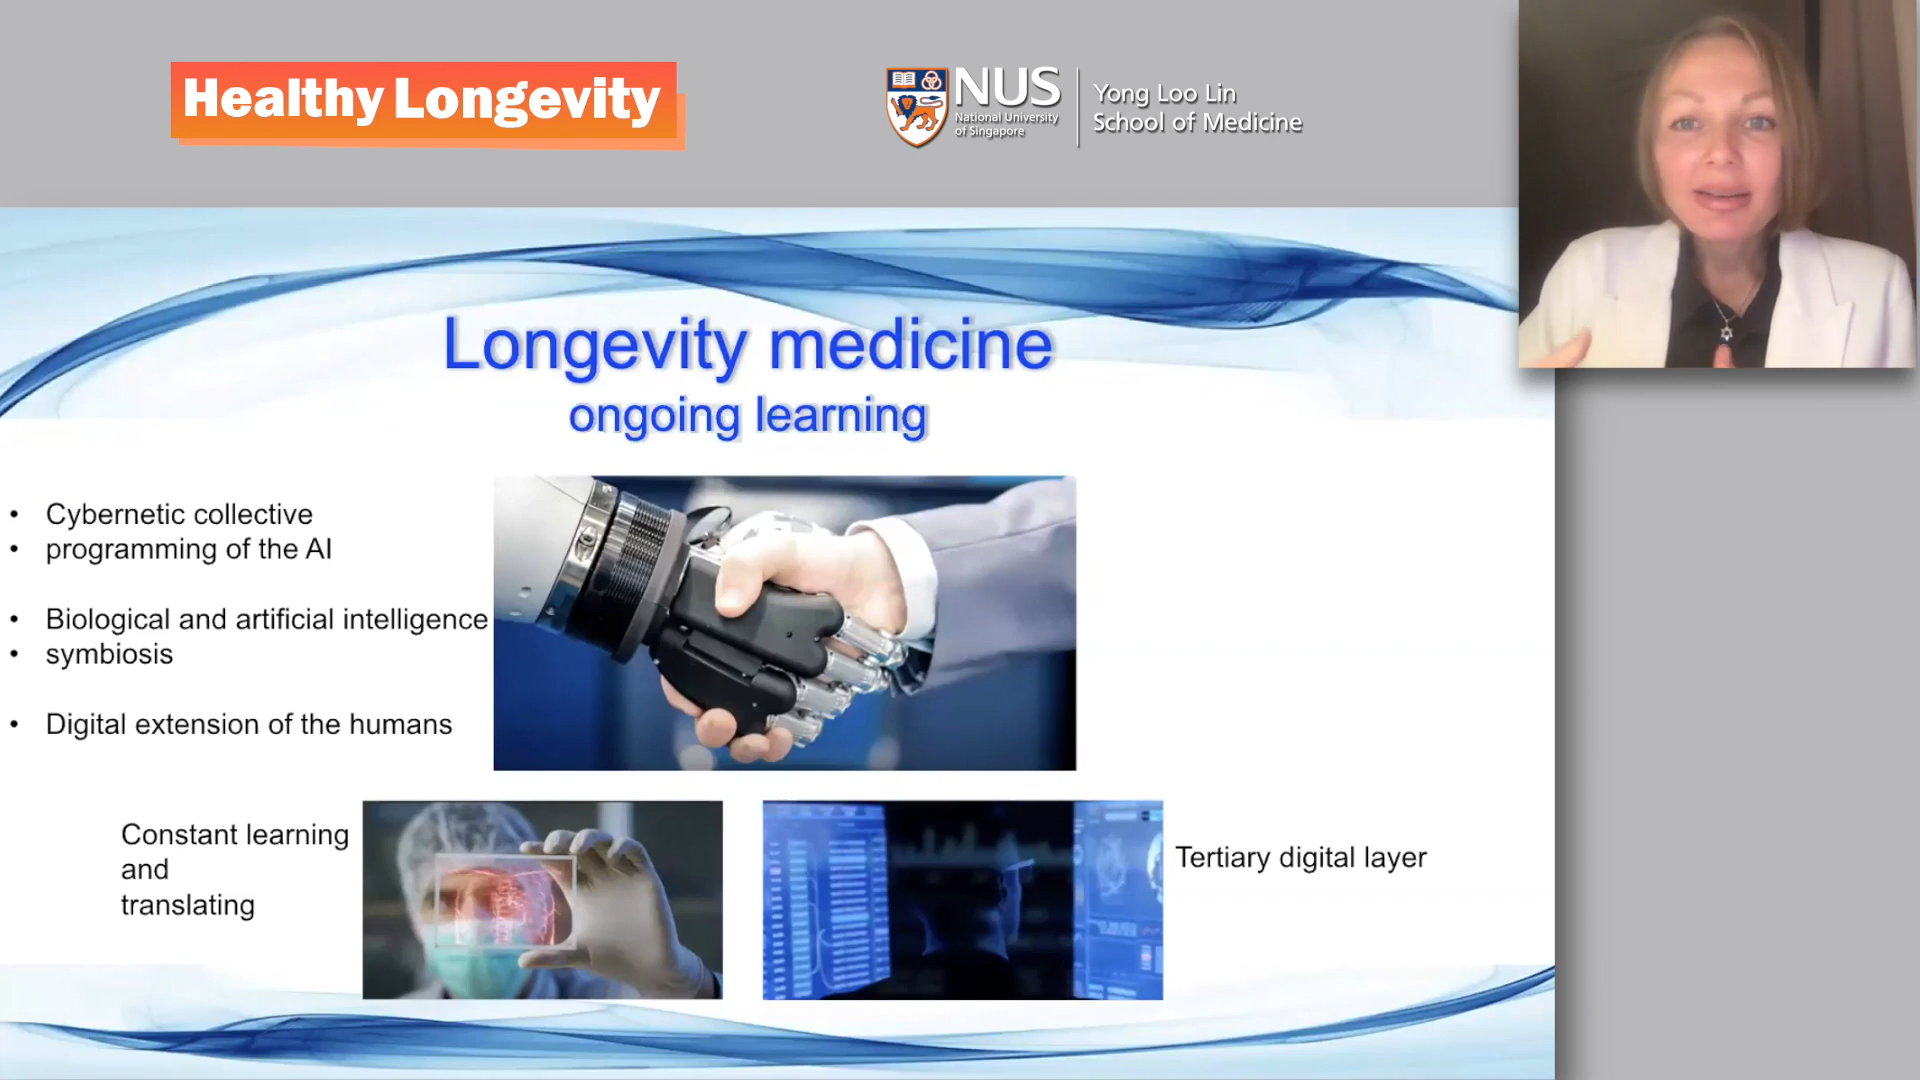 Healthy Longevity
NUS
National University
of Singapore
Yong Loo Lin
School of Medicine
Longevity medicine
ongoing learning
• Cybernetic collective
• programming of the AI
• Biological and artificial intelligence
• symbiosis
• Digital extension of the humans
Constant learning
and
translating
Tertiary digital layer